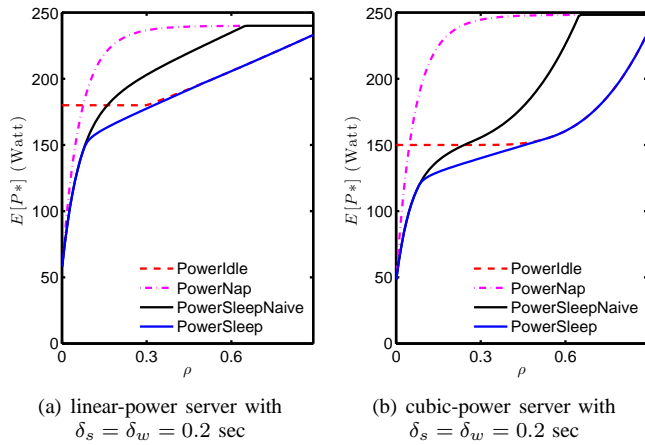 250
200
150
100
50
0
E[P*] (Watt)
0
0.3
0.6
ρ
PowerIdle
PowerNap
PowerSleepNaive
PowerSleep
(a) linear-power server with
δs = δw = 0.2 sec
250
200
150
100
50
0
E[P*] (Watt)
0
0.3
0.6
ρ
PowerIdle
PowerNap
PowerSleepNaive
PowerSleep
(b) cubic-power server with
δs = δw = 0.2 sec